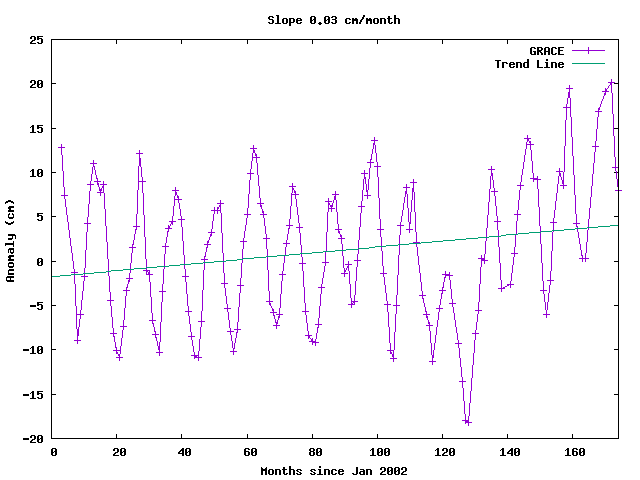 Slope 0.03 cm/month
25
20
15
10
5
0
-5
-10
-15
-20
Anomaly (cm)
GRACE
Trend Line
0 20 40 60 80 100 120 140 160
Months since Jan 2002